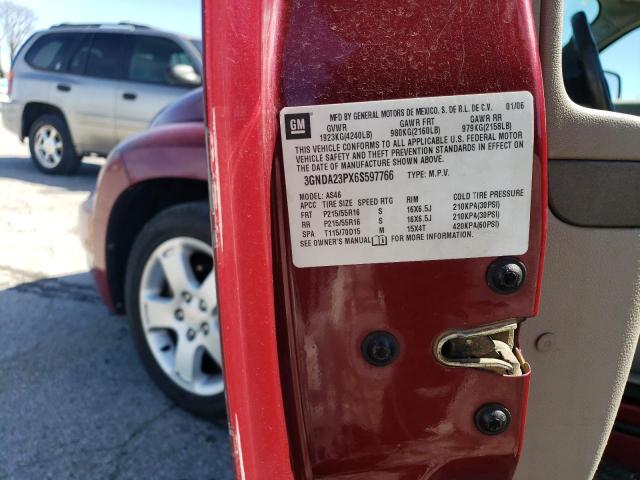 GM
MFD BY GENERAL MOTORS DE MEXICO, S. DE R.L. DE C.V. 01/06
GVWR GAWR FRT GAWR RR
1923KG(4240LB) 980KG(2160LB) 979KG(2158LB)
THIS VEHICLE CONFORMS TO ALL APPLICABLE U.S. FEDERAL MOTOR
VEHICLE SAFETY AND THEFT PREVENTION STANDARDS IN EFFECT ON
THE DATE OF MANUFACTURE SHOWN ABOVE.
3GNDA23PX6S597766 TYPE: M.P.V.
MODEL: AS46
APCC TIRE SIZE SPEED RTG RIM COLD TIRE PRESSURE
FRT P215/55R16 S 16X6.5J 210KPA(30PSI)
RR P215/55R16 S 16X6.5J 210KPA(30PSI)
SPA T115/70D15 M 15X4T 420KPA(60PSI)
SEE OWNER'S MANUAL FOR MORE INFORMATION.